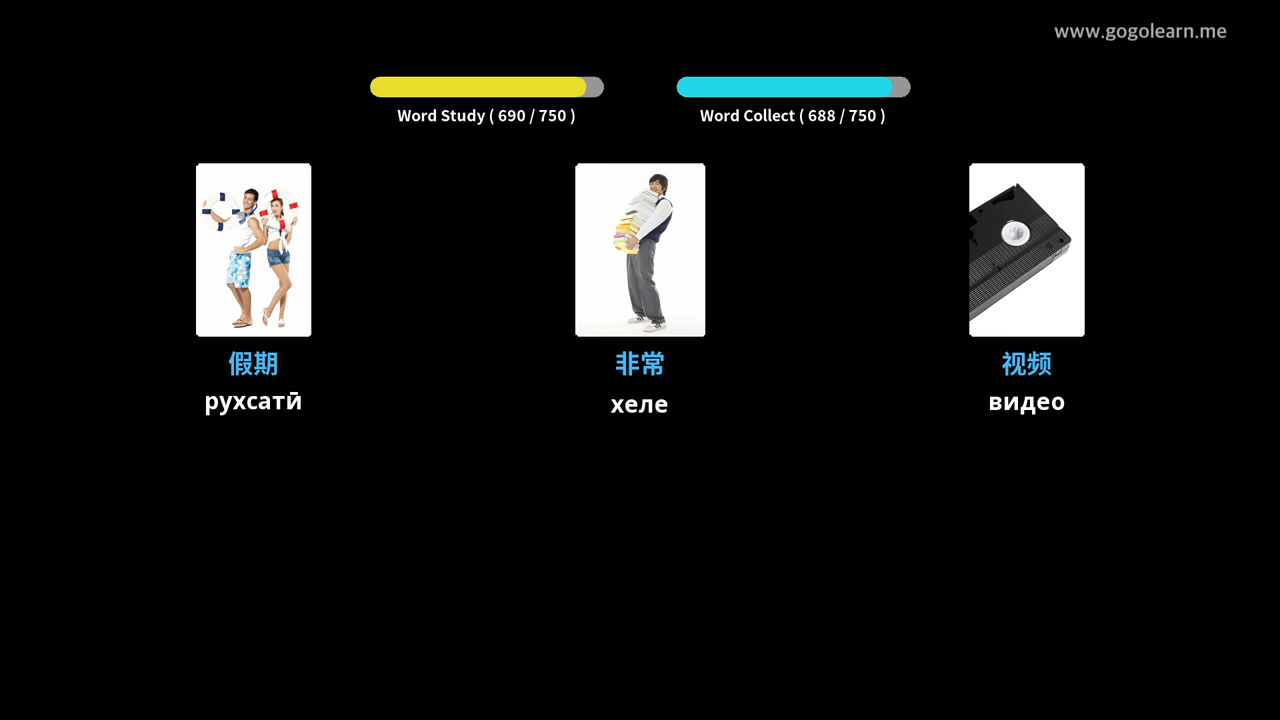 www.gogolearn.me
Word Study ( 690 / 750 )
Word Collect ( 688 / 750 )
假期
非常
视频
рухсатӣ
хеле
видео